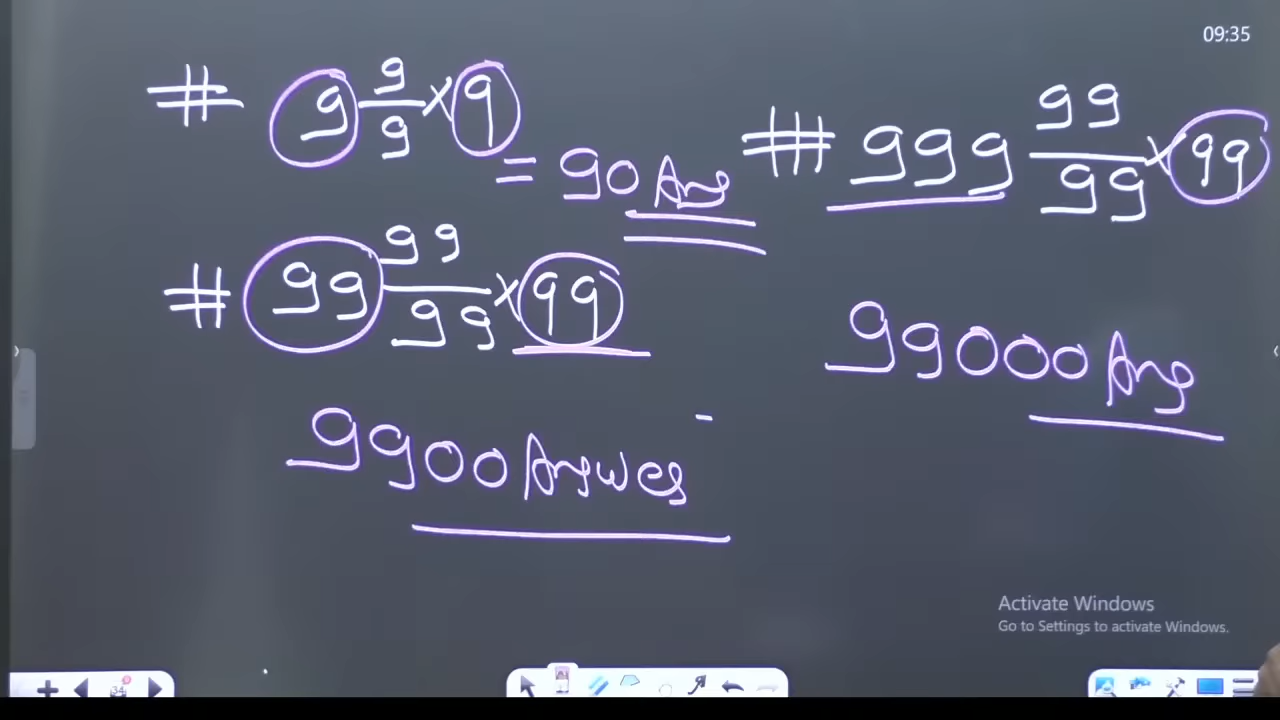 09:35
# 9 9/9 × 9
= 90 Ans
# 99 99/99 × 99
9900 Answer
# 999 99/99 × 99
99000 Ans
Activate Windows
Go to Settings to activate Windows.
34